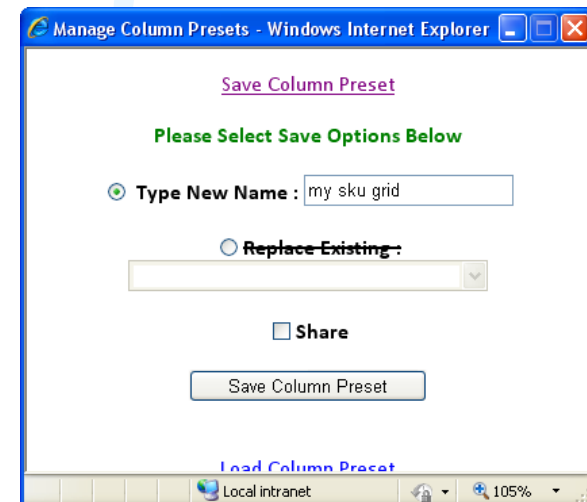 Manage Column Presets - Windows Internet Explorer
Save Column Preset
Please Select Save Options Below
Type New Name : my sku grid
Replace Existing :
Share
Save Column Preset
Load Column Preset
Local intranet 105%